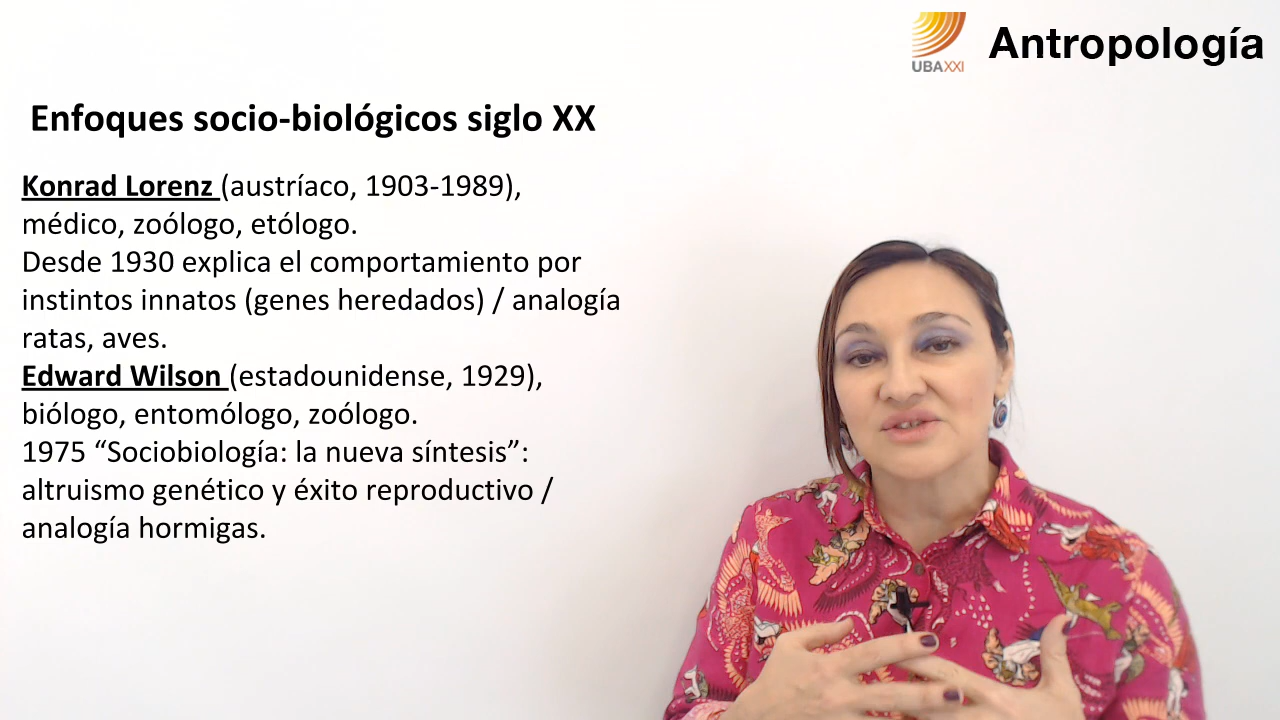 UBAXXI
Antropología
Enfoques socio-biológicos siglo XX
Konrad Lorenz (austríaco, 1903-1989),
médico, zoólogo, etólogo.
Desde 1930 explica el comportamiento por
instintos innatos (genes heredados) / analogía
ratas, aves.
Edward Wilson (estadounidense, 1929),
biólogo, entomólogo, zoólogo.
1975 “Sociobiología: la nueva síntesis”:
altruismo genético y éxito reproductivo /
analogía hormigas.